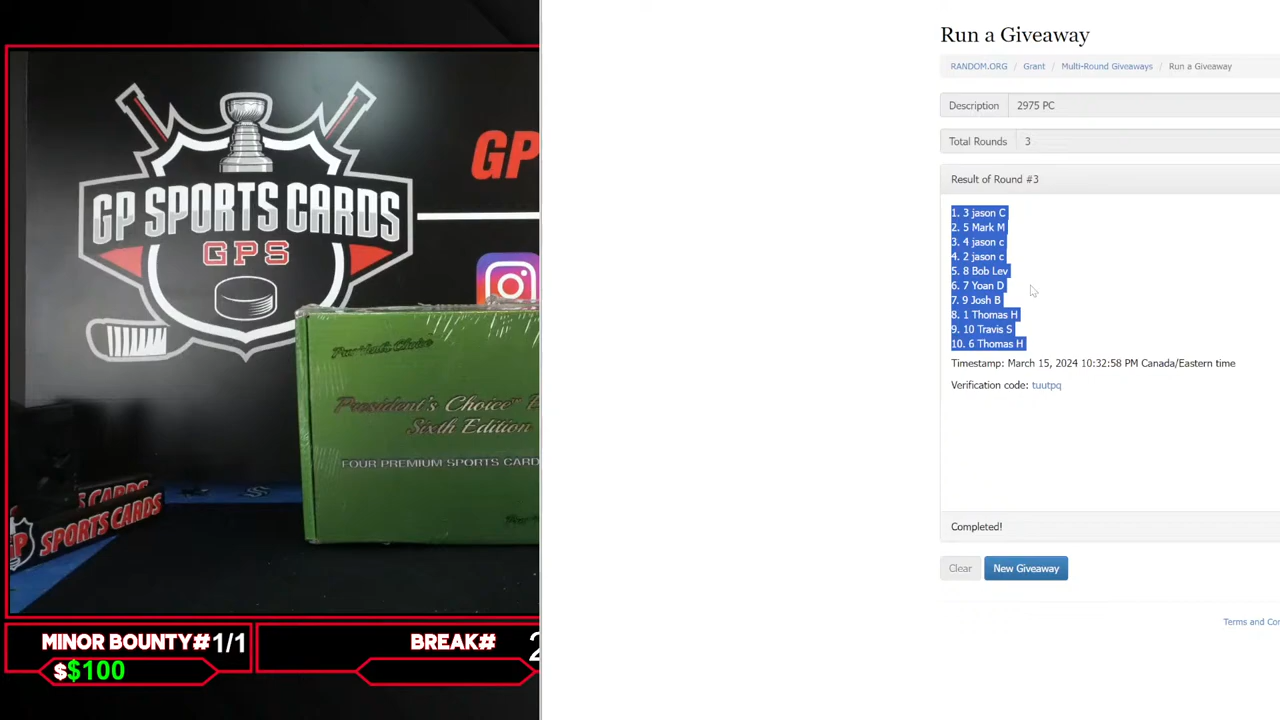 GP SPORTS CARDS
GPS
GP
President's Choice
Sixth Edition
FOUR PREMIUM SPORTS CARD
CARDS
SPORTS CARDS
MINOR BOUNTY# 1/1
$$100
BREAK#
Run a Giveaway
RANDOM.ORG / Grant / Multi-Round Giveaways / Run a Giveaway
Description 2975 PC
Total Rounds 3
Result of Round #3
1. 3 jason C
2. 5 Mark M
3. 4 jason c
4. 2 jason c
5. 8 Bob Lev
6. 7 Yoan D
7. 9 Josh B
8. 1 Thomas H
9. 10 Travis S
10. 6 Thomas H
Timestamp: March 15, 2024 10:32:58 PM Canada/Eastern time
Verification code: tuutpq
Completed!
Clear New Giveaway
Terms and Con